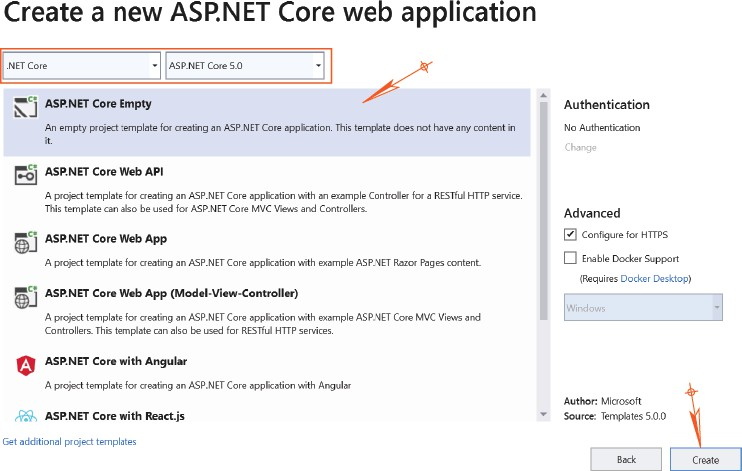 Create a new ASP.NET Core web application
.NET Core
ASP.NET Core 5.0
ASP.NET Core Empty
An empty project template for creating an ASP.NET Core application. This template does not have any content in
it.
ASP.NET Core Web API
A project template for creating an ASP.NET Core application with an example Controller for a RESTful HTTP service.
This template can also be used for ASP.NET Core MVC Views and Controllers.
ASP.NET Core Web App
A project template for creating an ASP.NET Core application with example ASP.NET Razor Pages content.
ASP.NET Core Web App (Model-View-Controller)
A project template for creating an ASP.NET Core application with example ASP.NET Core MVC Views and
Controllers. This template can also be used for RESTful HTTP services.
ASP.NET Core with Angular
A project template for creating an ASP.NET Core application with Angular
ASP.NET Core with React.js
Get additional project templates
Authentication
No Authentication
Change
Advanced
Configure for HTTPS
Enable Docker Support
(Requires Docker Desktop)
Windows
Author: Microsoft
Source: Templates 5.0.0
Back
Create